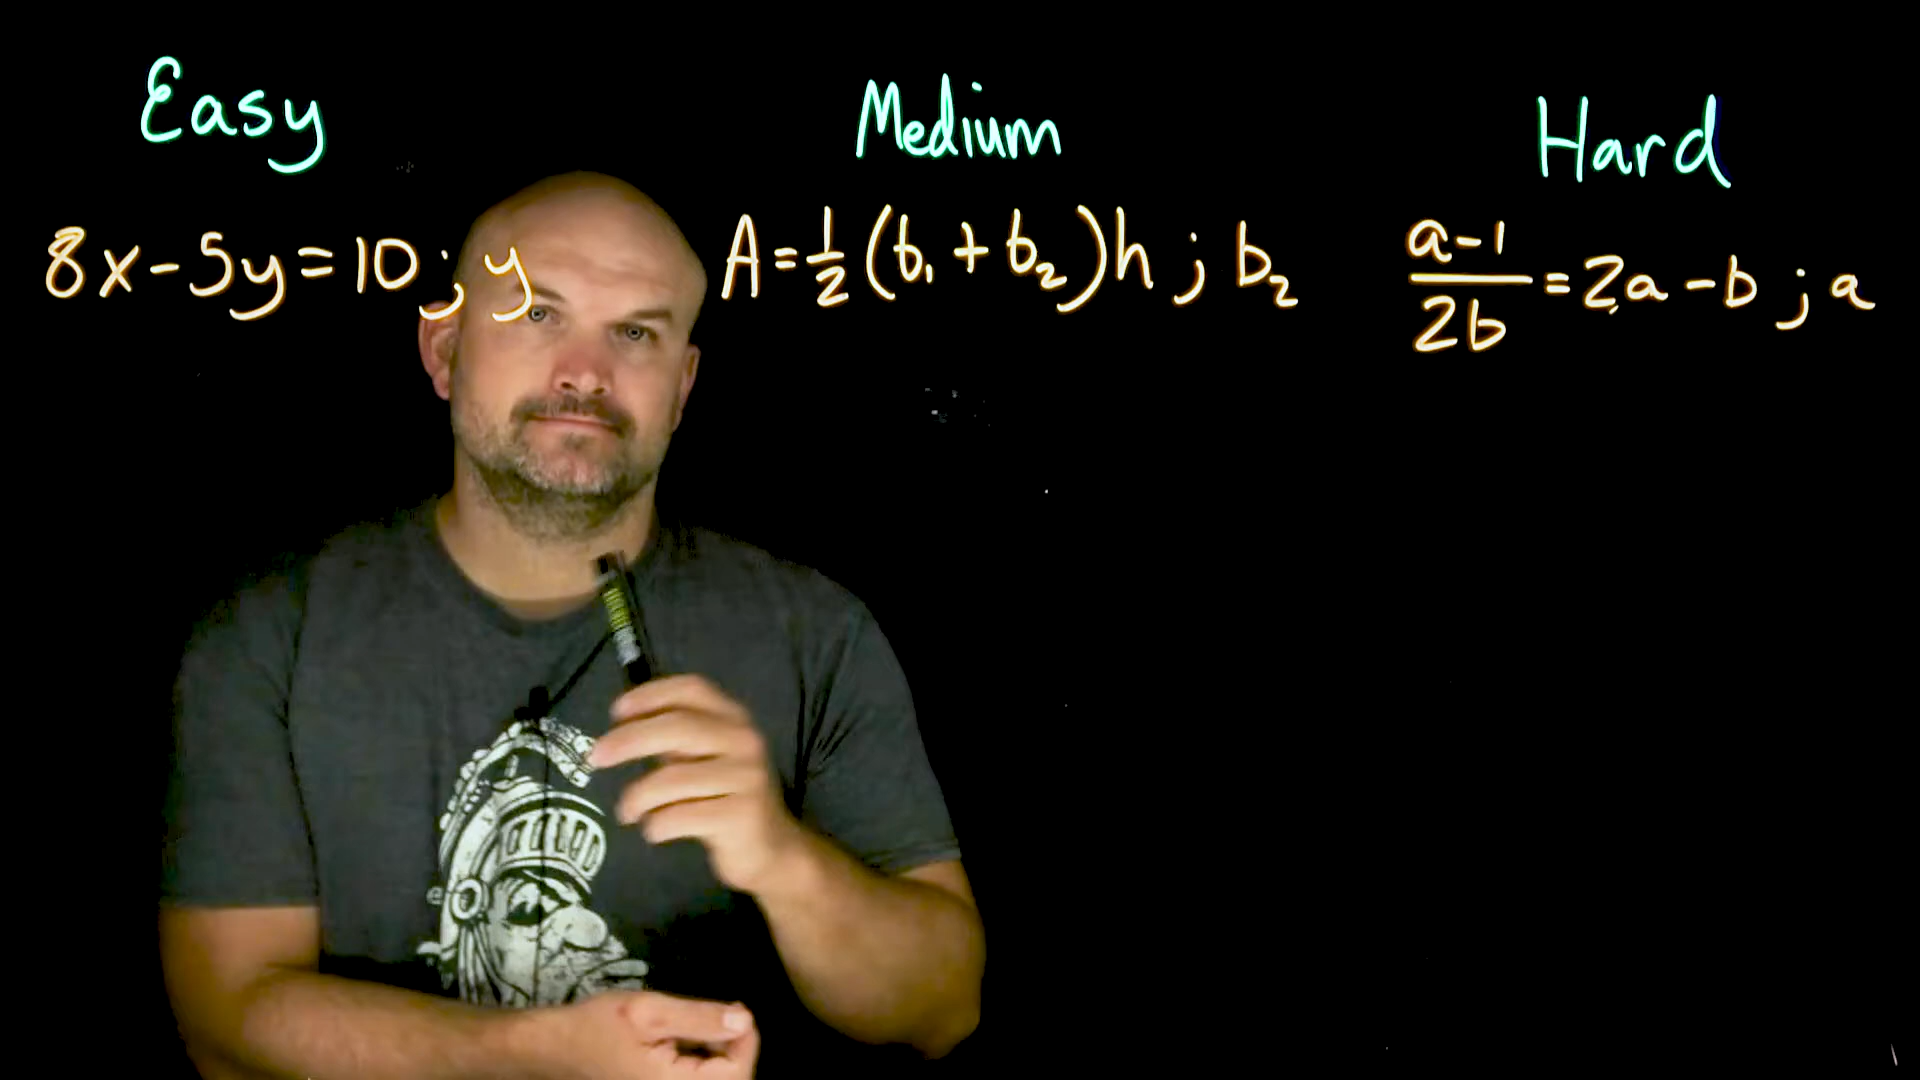 Easy
8x-5y=10; y
Medium
A=½(b₁+b₂)h; b₂
Hard
a-1
2b
=2a-b; a